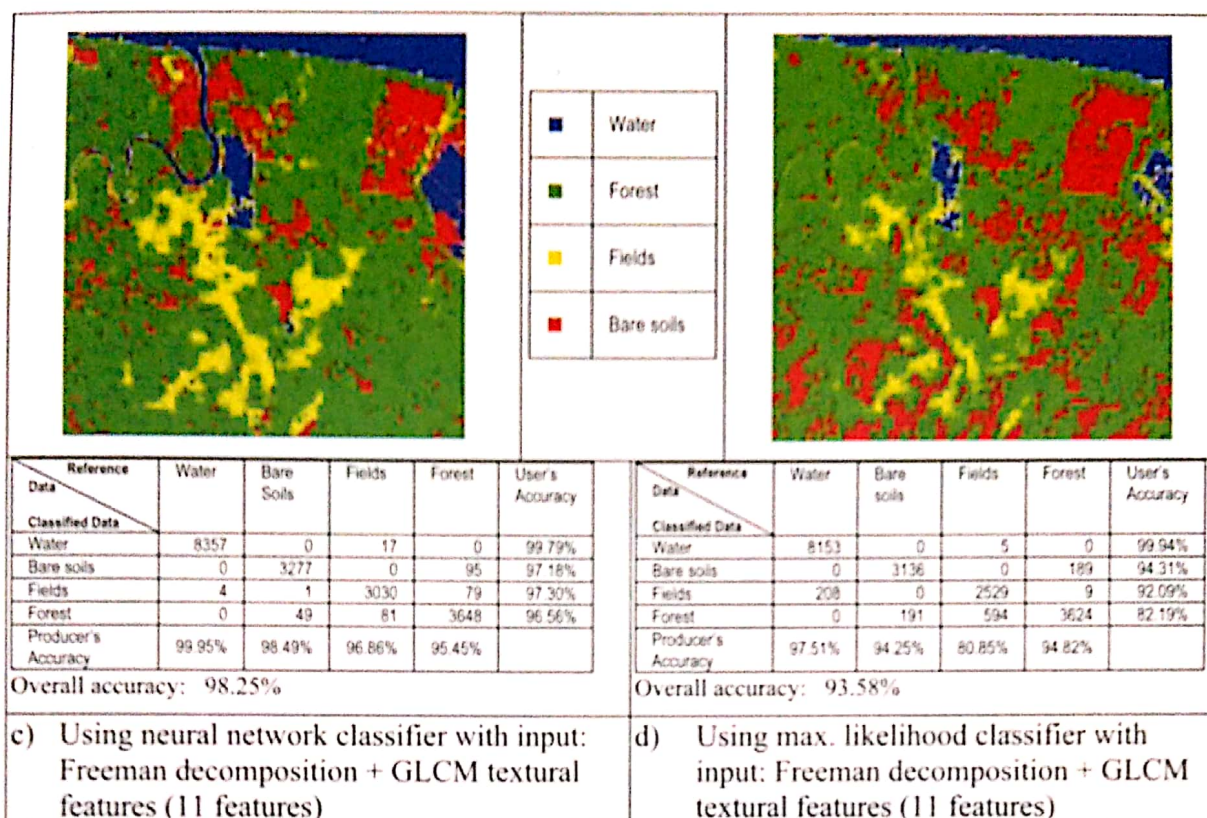 Water
Forest
Fields
Bare soils
Reference Water Bare Fields Forest User's
Data Soils Accuracy
Classified Data
Water 8357 0 17 0 99.79%
Bare soils 0 3277 0 95 97.18%
Fields 4 1 3030 79 97.30%
Forest 0 49 81 3648 96.56%
Producer's
Accuracy 99.95% 98.49% 96.86% 95.45%
Overall accuracy: 98.25%
Reference Water Bare Fields Forest User's
Data soils Accuracy
Classified Data
Water 8153 0 5 0 99.94%
Bare soils 0 3136 0 189 94.31%
Fields 208 0 2529 9 92.09%
Forest 0 191 594 3624 82.19%
Producer's
Accuracy 97.51% 94.25% 80.85% 94.82%
Overall accuracy: 93.58%
c) Using neural network classifier with input:
Freeman decomposition + GLCM textural
features (11 features)
d) Using max. likelihood classifier with
input: Freeman decomposition + GLCM
textural features (11 features)